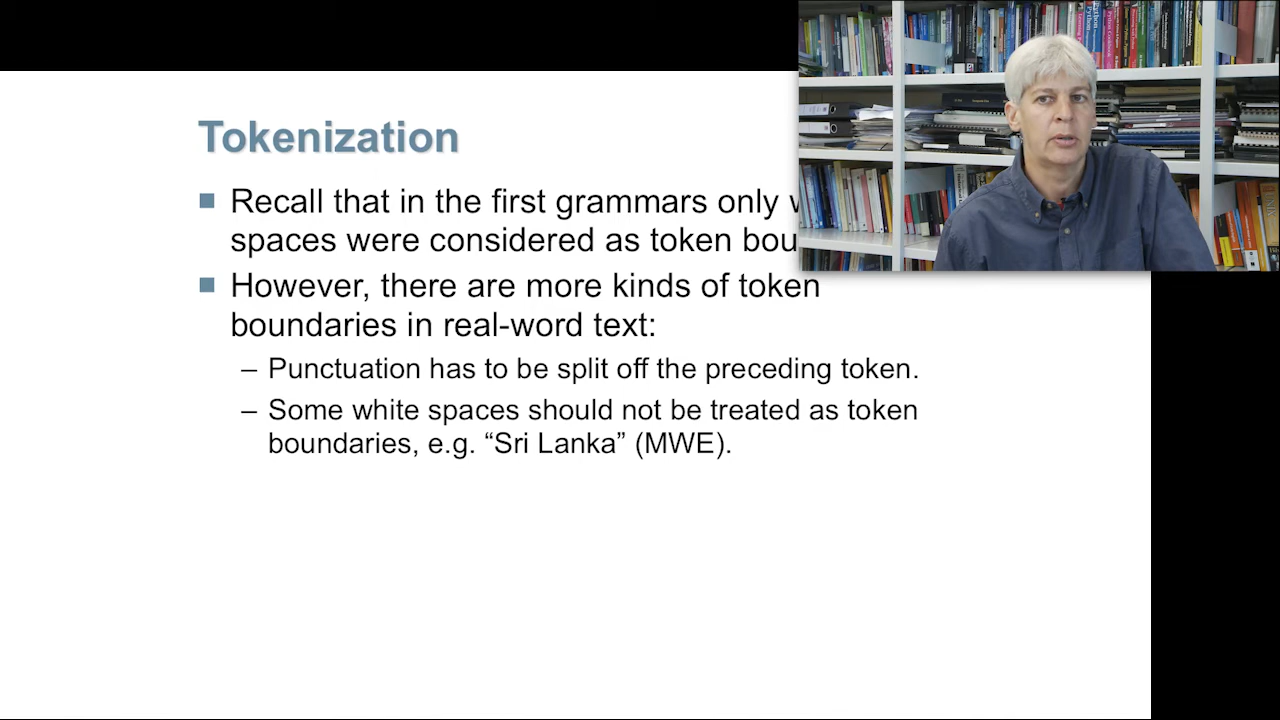 Tokenization
Recall that in the first grammars only
spaces were considered as token
However, there are more kinds of token
boundaries in real-word text:
– Punctuation has to be split off the preceding token.
– Some white spaces should not be treated as token
boundaries, e.g. “Sri Lanka” (MWE).